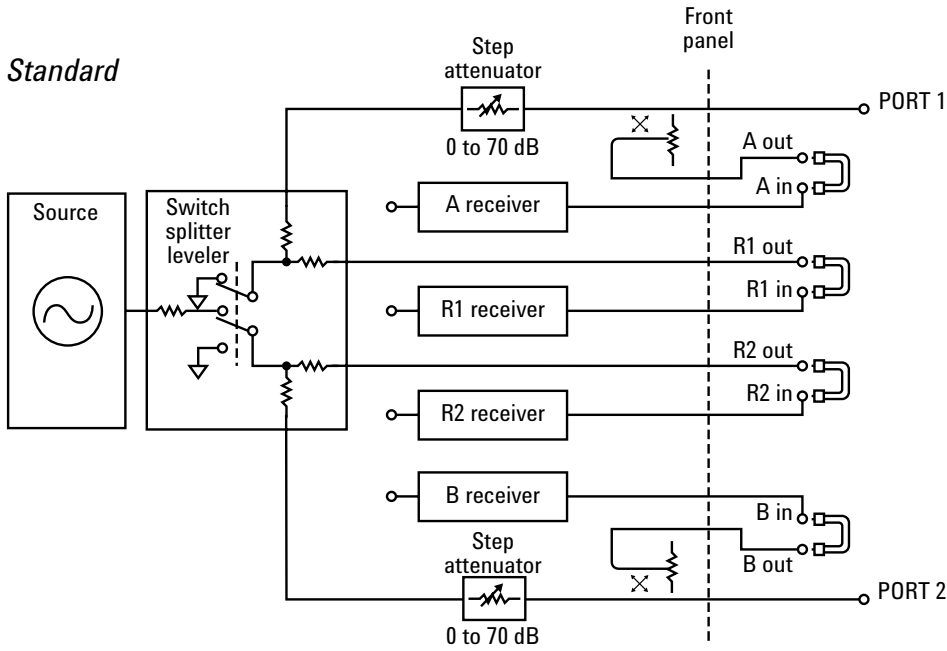 Standard
Front
panel
Step
attenuator
0 to 70 dB
PORT 1
A out
A in
A receiver
Source
Switch
splitter
leveler
R1 out
R1 in
R1 receiver
R2 out
R2 in
R2 receiver
B receiver
B in
B out
Step
attenuator
0 to 70 dB
PORT 2